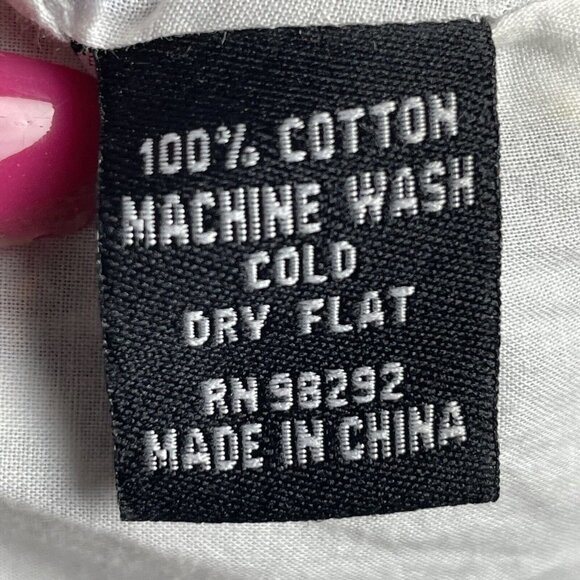 100% COTTON
MACHINE WASH
COLD
DRY FLAT
RN 98292
MADE IN CHINA